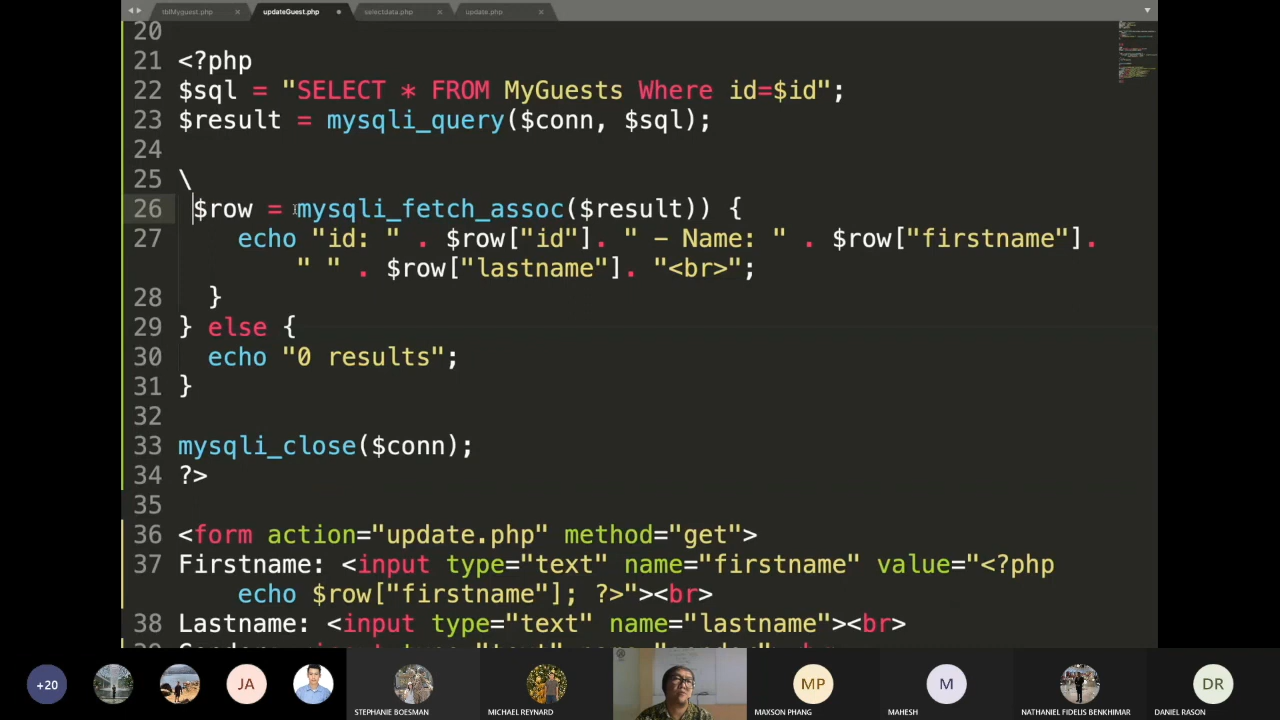 tblMyguest.php
updateGuest.php
selectdata.php
update.php
20
21 <?php
22 $sql = "SELECT * FROM MyGuests Where id=$id";
23 $result = mysqli_query($conn, $sql);
24
25 \
26 $row = mysqli_fetch_assoc($result)) {
27 echo "id: " . $row["id"]. " - Name: " . $row["firstname"].
" " . $row["lastname"]. "<br>";
28 }
29 } else {
30 echo "0 results";
31 }
32
33 mysqli_close($conn);
34 ?>
35
36 <form action="update.php" method="get">
37 Firstname: <input type="text" name="firstname" value="<?php
echo $row["firstname"]; ?>"><br>
38 Lastname: <input type="text" name="lastname"><br>
+20
JA
MP
M
DR
STEPHANIE BOESMAN
MICHAEL REYNARD
MAXSON PHANG
MAHESH
NATHANIEL FIDELIS BENKHIMAR
DANIEL RASON